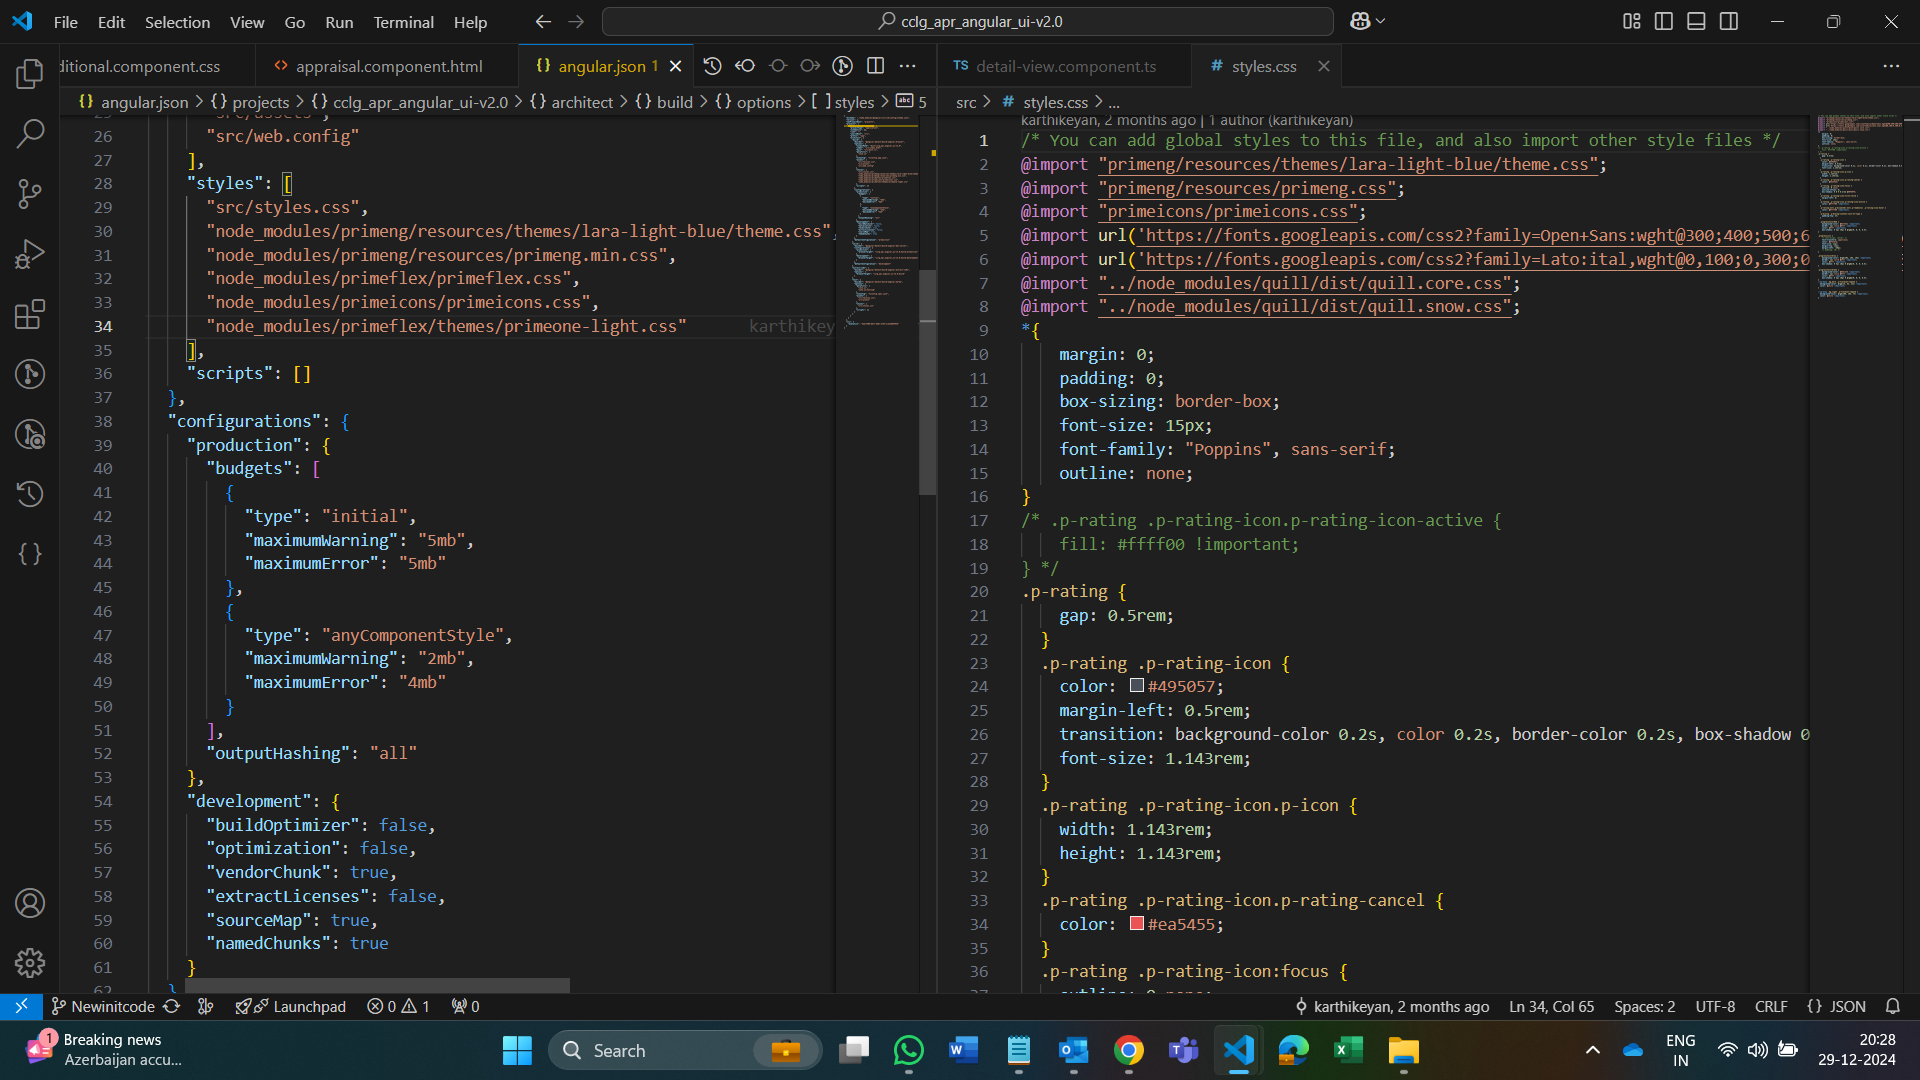 File Edit Selection View Go Run Terminal Help
cclg_apr_angular_ui-v2.0
ditional.component.css
appraisal.component.html
{} angular.json 1
TS detail-view.component.ts
# styles.css
{} angular.json > {} projects > {} cclg_apr_angular_ui-v2.0 > {} architect > {} build > {} options > [ ] styles > abc 5
src > # styles.css > ...
"src/assets",
26 "src/web.config"
27 ],
28 "styles": [
29 "src/styles.css",
30 "node_modules/primeng/resources/themes/lara-light-blue/theme.css",
31 "node_modules/primeng/resources/primeng.min.css",
32 "node_modules/primeflex/primeflex.css",
33 "node_modules/primeicons/primeicons.css",
34 "node_modules/primeflex/themes/primeone-light.css" karthikey
35 ],
36 "scripts": []
37 },
38 "configurations": {
39 "production": {
40 "budgets": [
41 {
42 "type": "initial",
43 "maximumWarning": "5mb",
44 "maximumError": "5mb"
45 },
46 {
47 "type": "anyComponentStyle",
48 "maximumWarning": "2mb",
49 "maximumError": "4mb"
50 }
51 ],
52 "outputHashing": "all"
53 },
54 "development": {
55 "buildOptimizer": false,
56 "optimization": false,
57 "vendorChunk": true,
58 "extractLicenses": false,
59 "sourceMap": true,
60 "namedChunks": true
61 }
62 }
karthikeyan, 2 months ago | 1 author (karthikeyan)
1 /* You can add global styles to this file, and also import other style files */
2 @import "primeng/resources/themes/lara-light-blue/theme.css";
3 @import "primeng/resources/primeng.css";
4 @import "primeicons/primeicons.css";
5 @import url('https://fonts.googleapis.com/css2?family=Open+Sans:wght@300;400;500;6
6 @import url('https://fonts.googleapis.com/css2?family=Lato:ital,wght@0,100;0,300;0
7 @import "../node_modules/quill/dist/quill.core.css";
8 @import "../node_modules/quill/dist/quill.snow.css";
9 *{
10 margin: 0;
11 padding: 0;
12 box-sizing: border-box;
13 font-size: 15px;
14 font-family: "Poppins", sans-serif;
15 outline: none;
16 }
17 /* .p-rating .p-rating-icon.p-rating-icon-active {
18 fill: #ffff00 !important;
19 } */
20 .p-rating {
21 gap: 0.5rem;
22 }
23 .p-rating .p-rating-icon {
24 color: #495057;
25 margin-left: 0.5rem;
26 transition: background-color 0.2s, color 0.2s, border-color 0.2s, box-shadow 0
27 font-size: 1.143rem;
28 }
29 .p-rating .p-rating-icon.p-icon {
30 width: 1.143rem;
31 height: 1.143rem;
32 }
33 .p-rating .p-rating-icon.p-rating-cancel {
34 color: #ea5455;
35 }
36 .p-rating .p-rating-icon:focus {
Newinitcode Launchpad 0 1 0 karthikeyan, 2 months ago Ln 34, Col 65 Spaces: 2 UTF-8 CRLF {} JSON
1 Breaking news
Azerbaijan accu...
Search
ENG
IN
20:28
29-12-2024